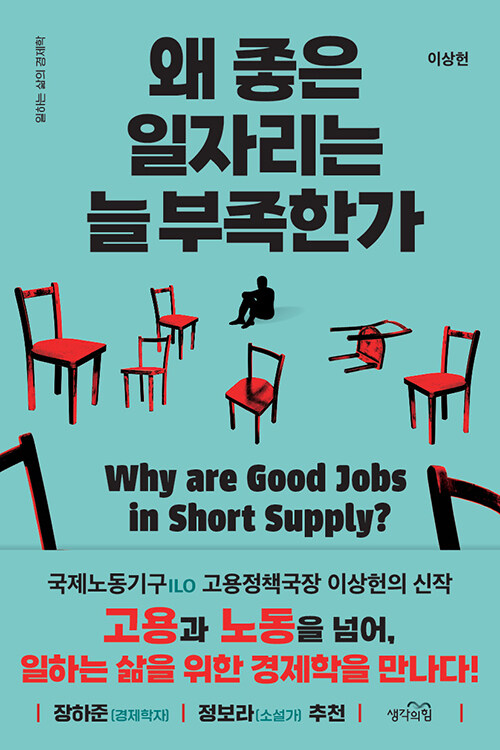 일하는 삶의 경제학
왜 좋은
일자리는
늘 부족한가
이상헌
Why are Good Jobs
in Short Supply?
국제노동기구ILO 고용정책국장 이상헌의 신작
고용과 노동을 넘어,
일하는 삶을 위한 경제학을 만나다!
| 장하준(경제학자) | 정보라(소설가) 추천 | 생각의힘 |